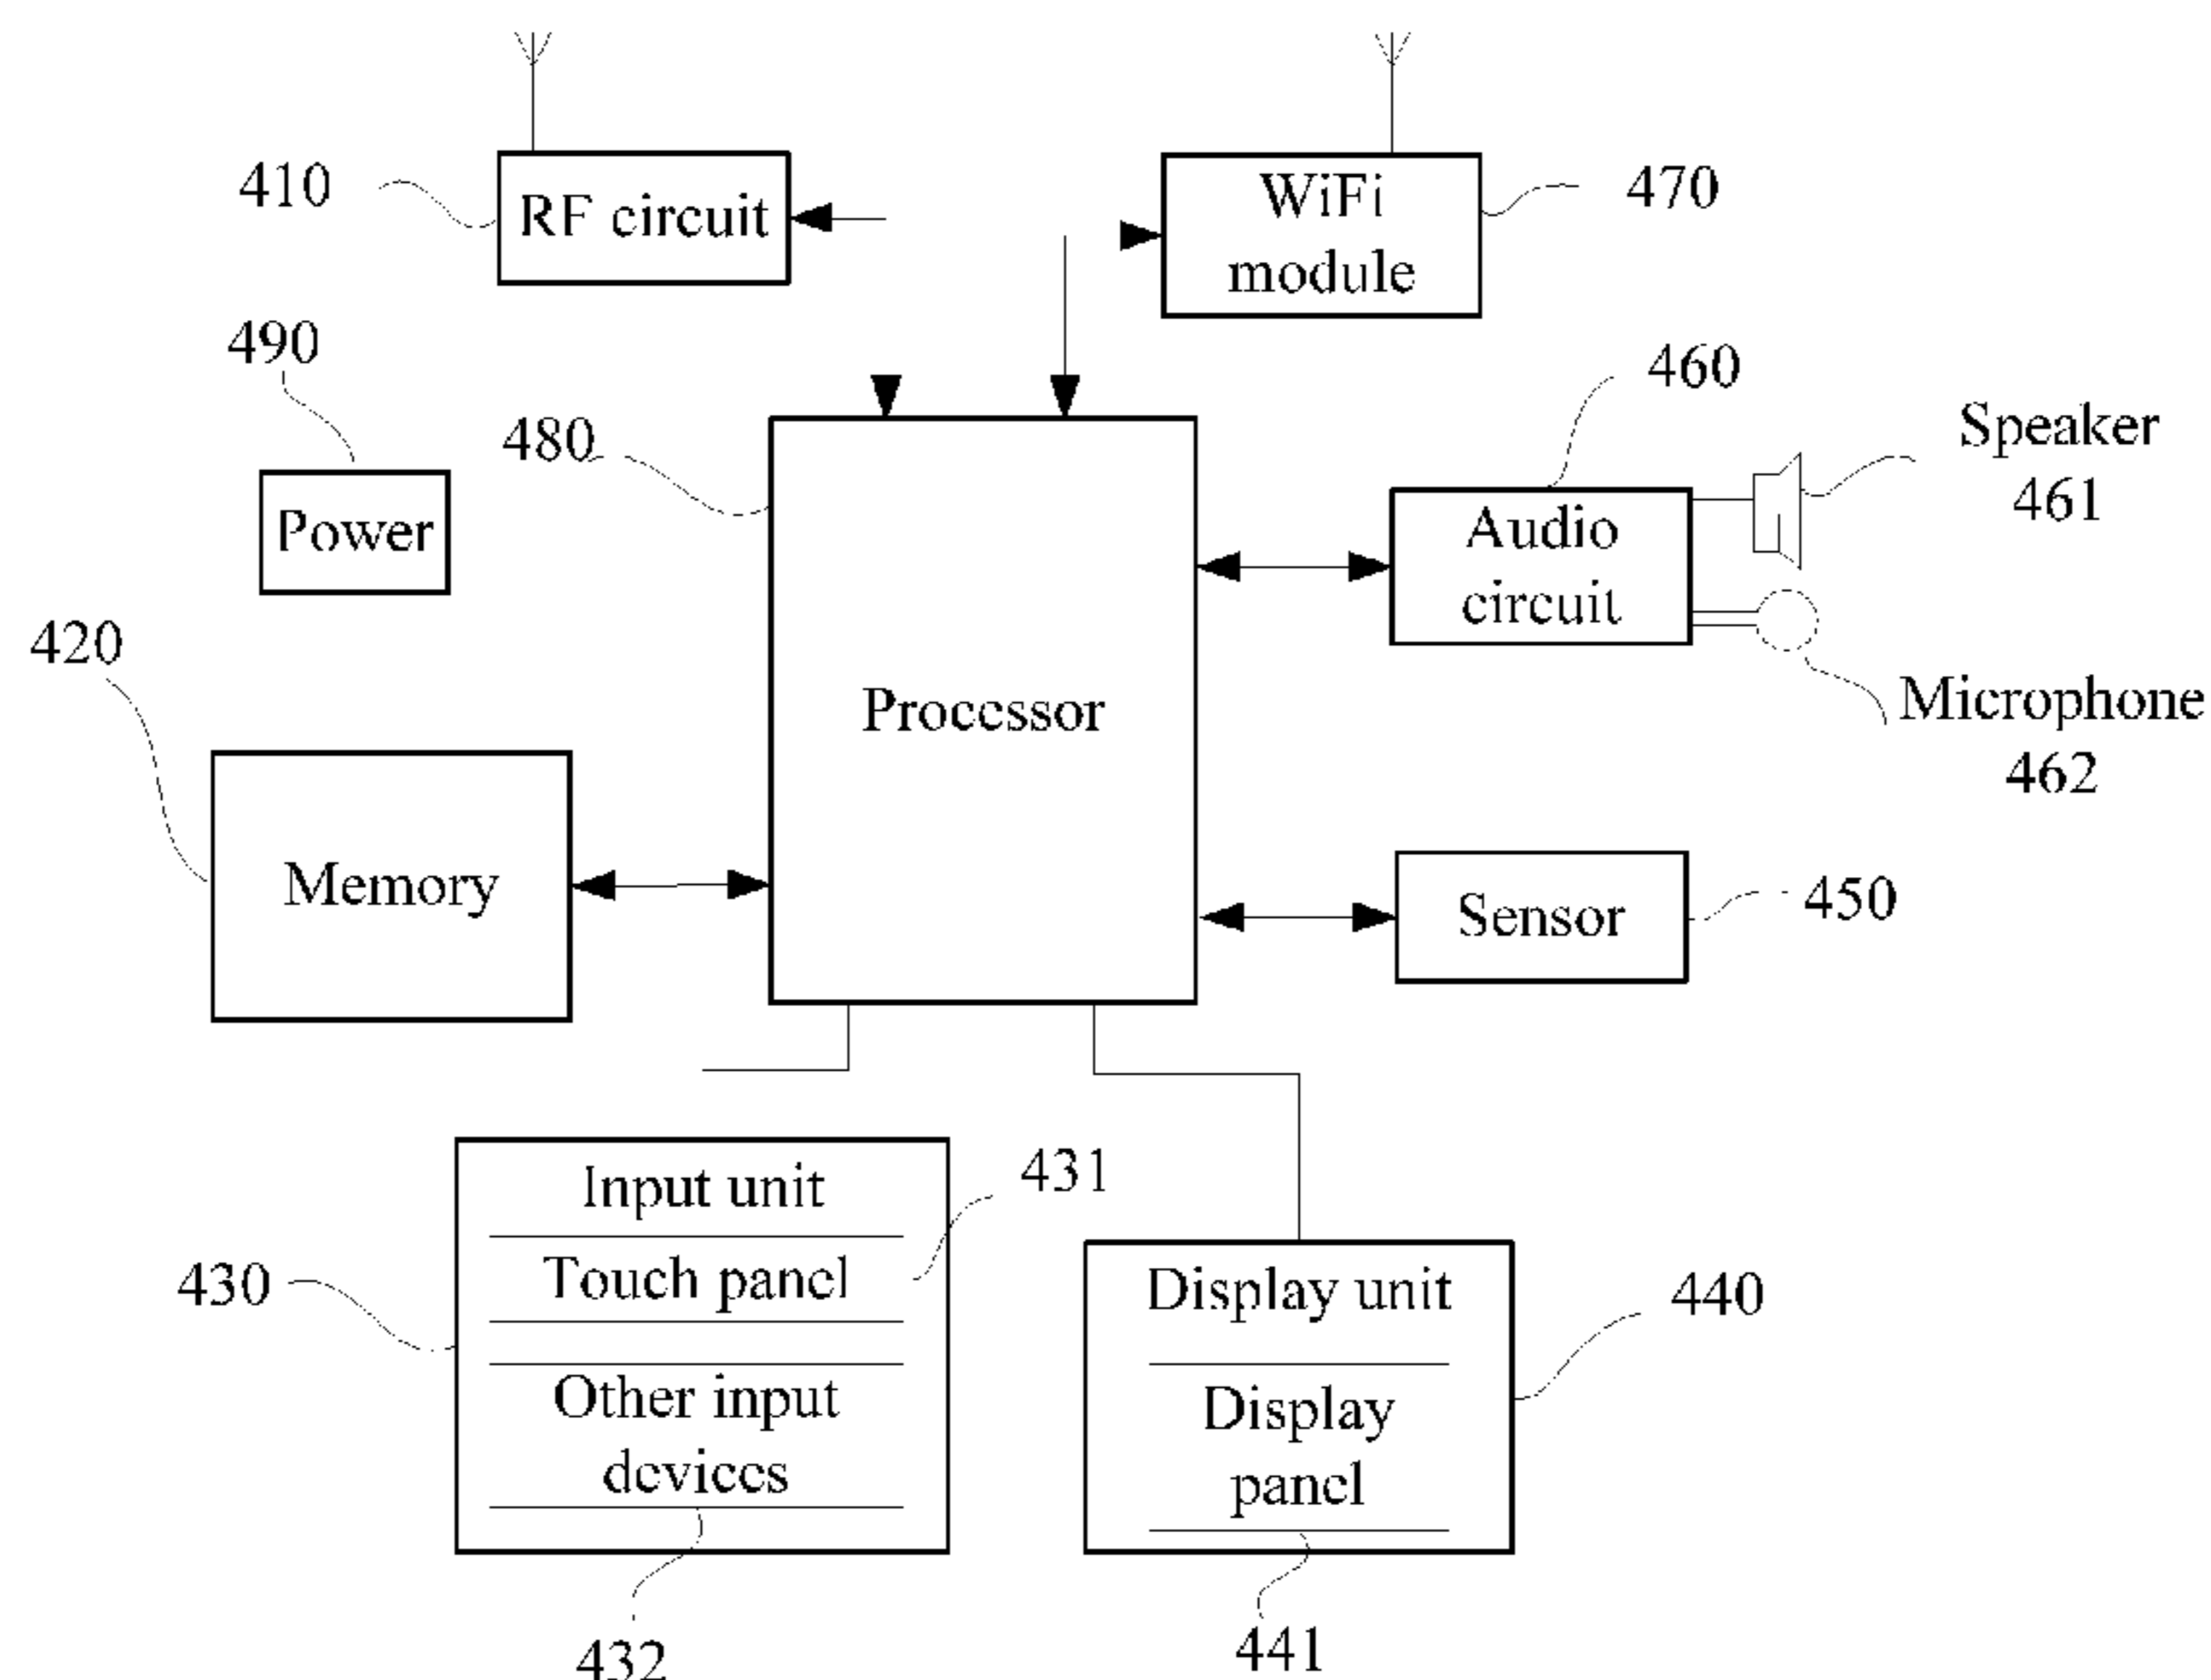 410
RF circuit
WiFi
module
470
490
480
460
Speaker
461
Power
Audio
circuit
420
Processor
Microphone
462
Memory
Sensor
450
Input unit
431
Touch panel
430
Display unit
440
Other input
devices
Display
panel
432
441